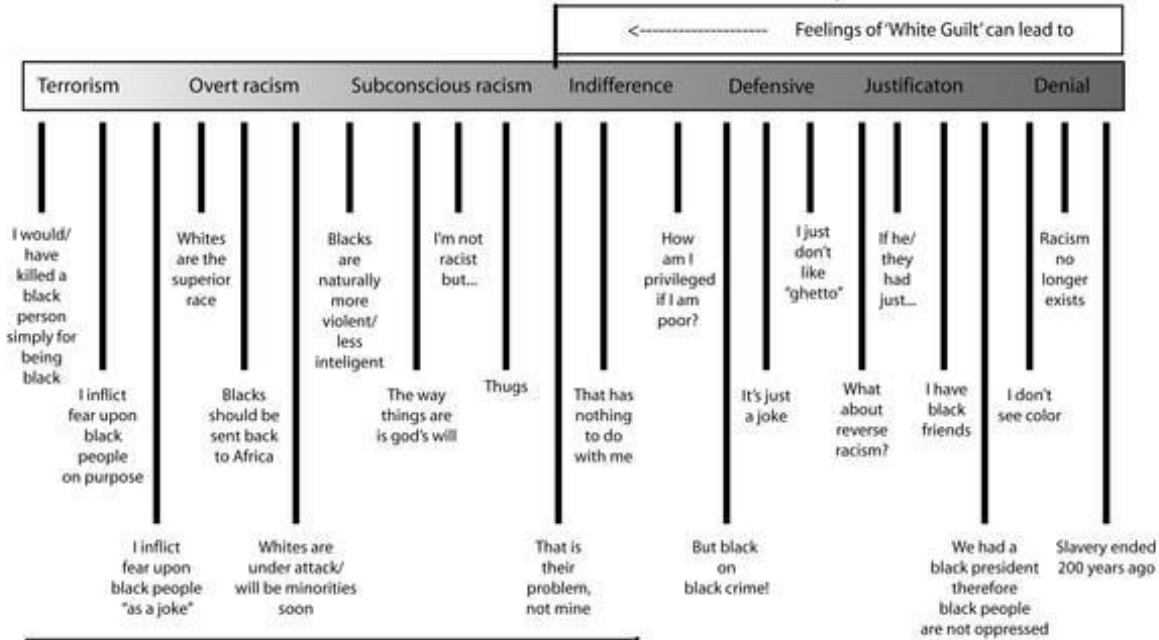 <-------------------- Feelings of 'White Guilt' can lead to
Terrorism Overt racism Subconscious racism Indifference Defensive Justificaton Denial
I would/
have
killed a
black
person
simply for
being
black
I inflict
fear upon
black
people
on purpose
I inflict
fear upon
black people
"as a joke"
Whites
are the
superior
race
Blacks
should be
sent back
to Africa
Whites are
under attack/
will be minorities
soon
Blacks
are
naturally
more
violent/
less
inteligent
The way
things are
is god's will
I'm not
racist
but...
Thugs
That is
their
problem,
not mine
That has
nothing
to do
with me
How
am I
privileged
if I am
poor?
But black
on
black crime!
It's just
a joke
I just
don't
like
"ghetto"
What
about
reverse
racism?
If he/
they
had
just...
I have
black
friends
We had a
black president
therefore
black people
are not oppressed
I don't
see color
Racism
no
longer
exists
Slavery ended
200 years ago